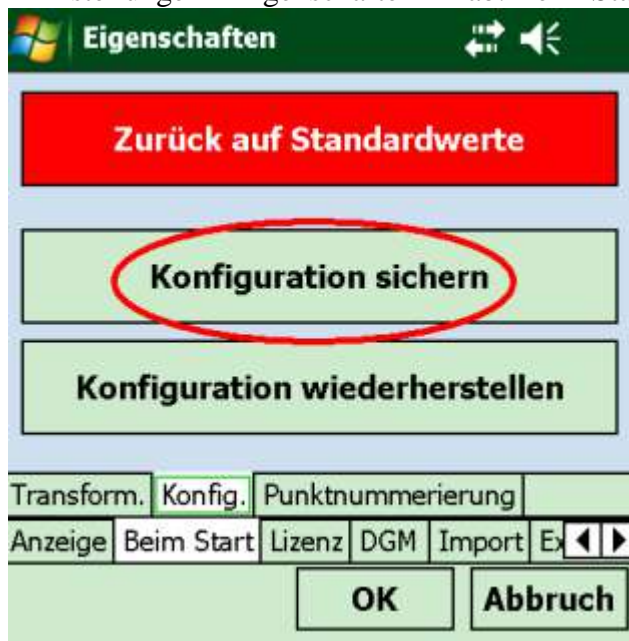 Eigenschaften
Zurück auf Standardwerte
Konfiguration sichern
Konfiguration wiederherstellen
Transform. Konfig. Punktnummerierung
Anzeige Beim Start Lizenz DGM Import
OK Abbruch